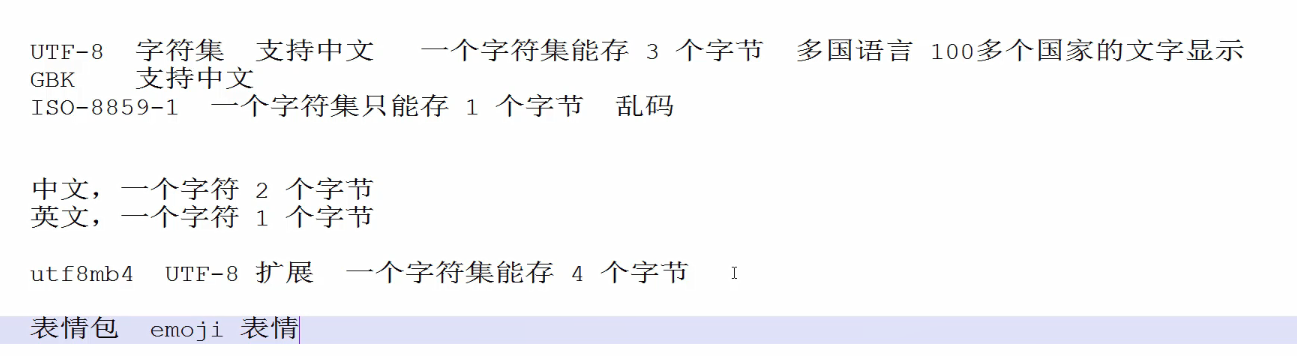 UTF-8 字符集 支持中文 一个字符集能存 3 个字节 多国语言 100多个国家的文字显示
GBK 支持中文
ISO-8859-1 一个字符集只能存 1 个字节 乱码
中文，一个字符 2 个字节
英文，一个字符 1 个字节
utf8mb4 UTF-8 扩展 一个字符集能存 4 个字节
表情包 emoji 表情